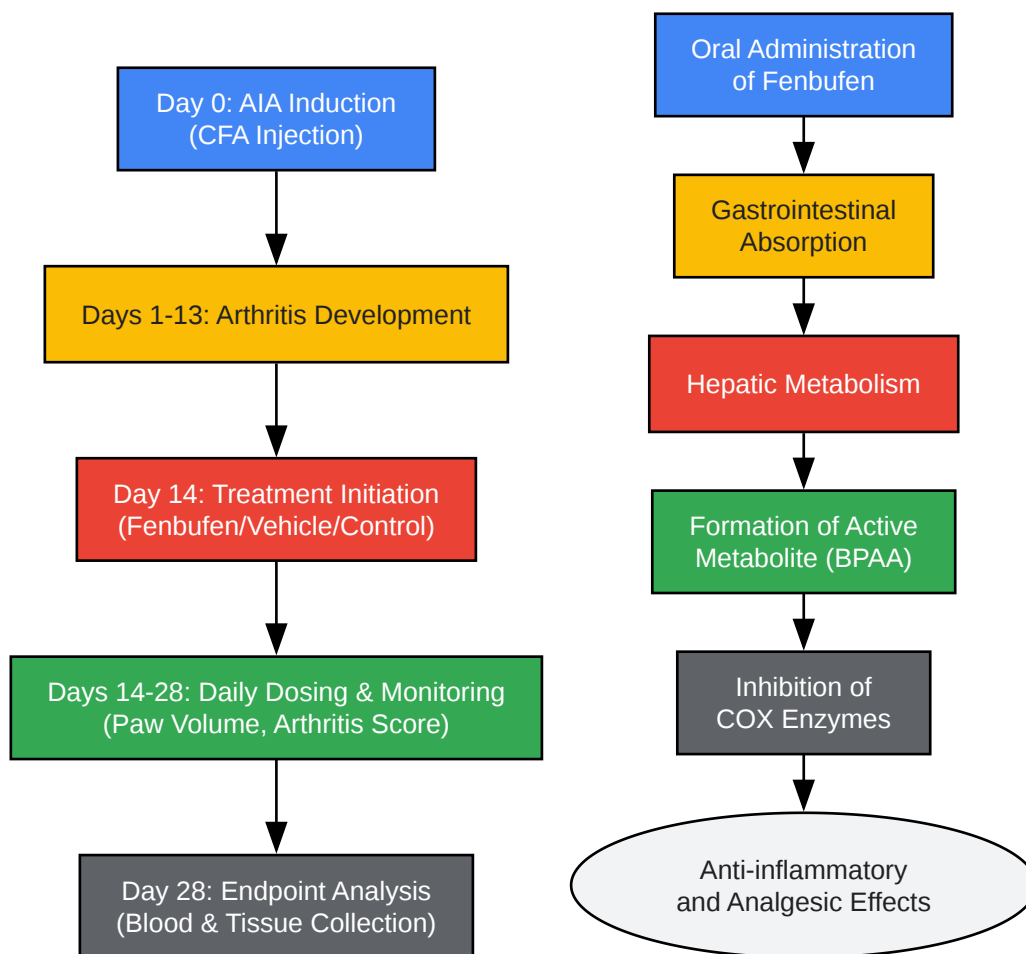 Day 0: AIA Induction
(CFA Injection)
Days 1-13: Arthritis Development
Day 14: Treatment Initiation
(Fenbufen/Vehicle/Control)
Days 14-28: Daily Dosing & Monitoring
(Paw Volume, Arthritis Score)
Day 28: Endpoint Analysis
(Blood & Tissue Collection)
Oral Administration
of Fenbufen
Gastrointestinal
Absorption
Hepatic Metabolism
Formation of Active
Metabolite (BPAA)
Inhibition of
COX Enzymes
Anti-inflammatory
and Analgesic Effects